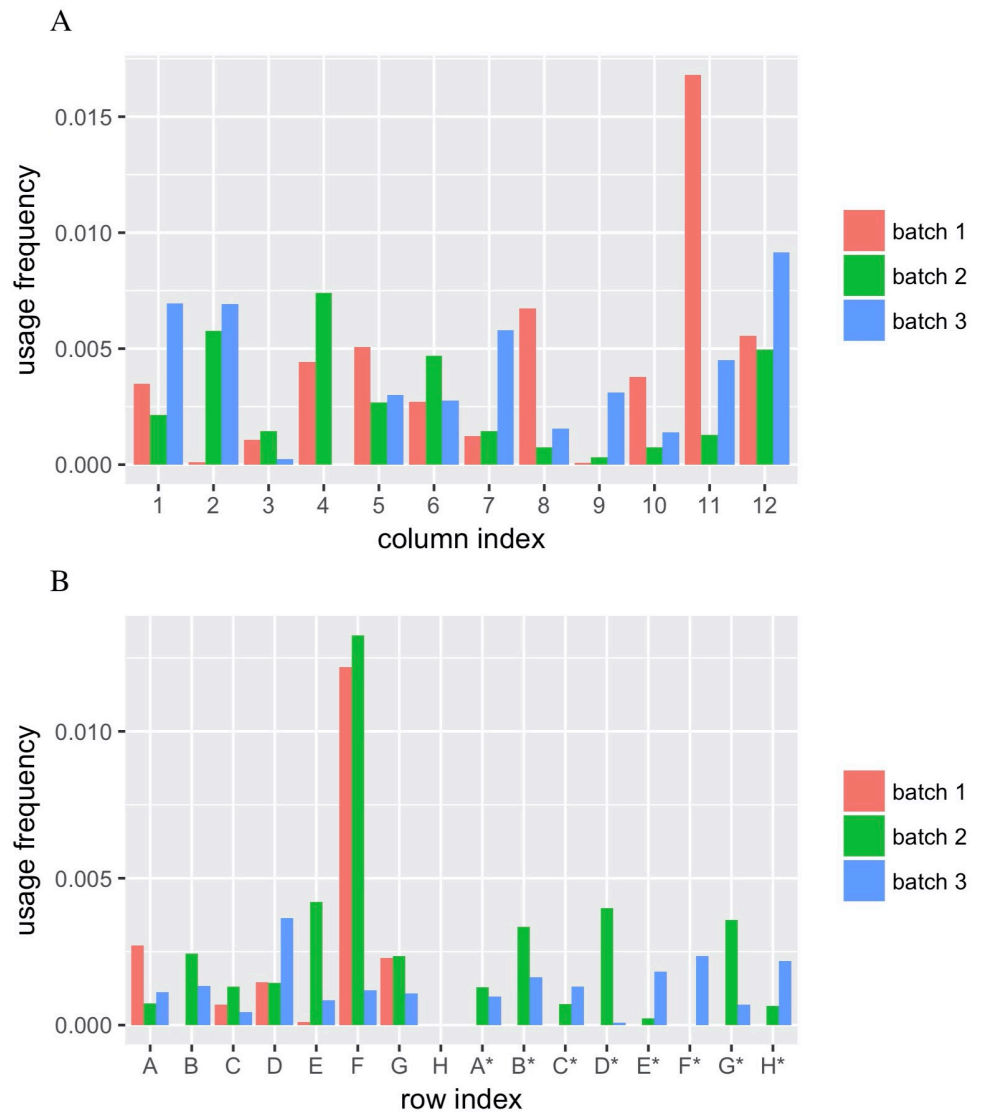 A
usage frequency
0.015
0.010
0.005
0.000
1 2 3 4 5 6 7 8 9 10 11 12
column index
batch 1
batch 2
batch 3
B
usage frequency
0.010
0.005
0.000
A B C D E F G H A* B* C* D* E* F* G* H*
row index
batch 1
batch 2
batch 3